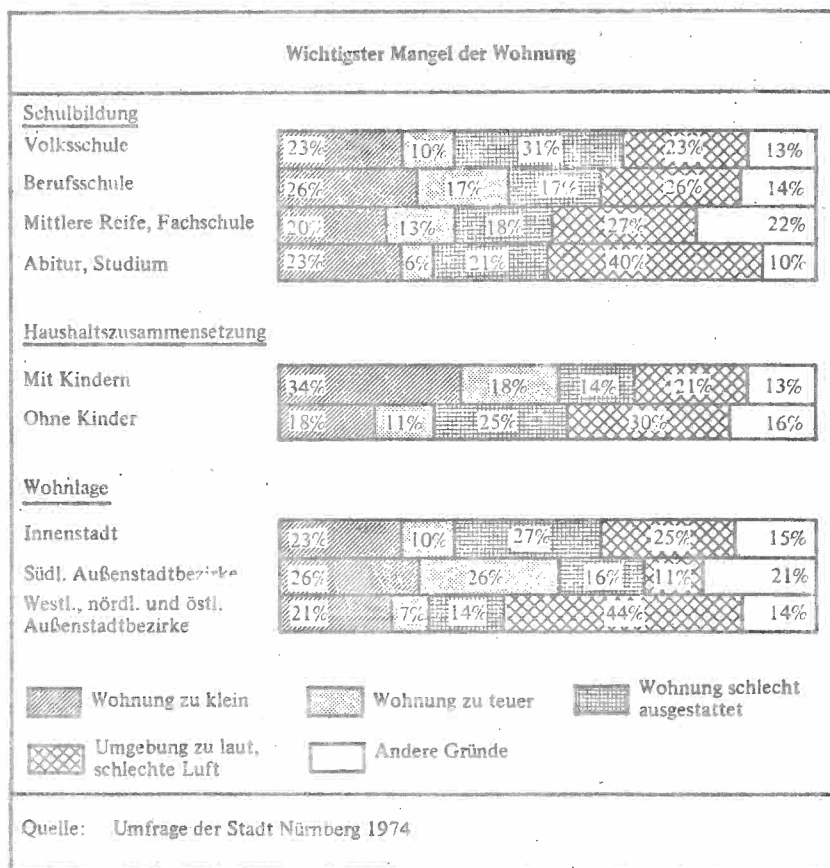 Wichtigster Mangel der Wohnung
Schulbildung
Volksschule 23% 10% 31% 23% 13%
Berufsschule 26% 17% 17% 26% 14%
Mittlere Reife, Fachschule 20% 13% 18% 27% 22%
Abitur, Studium 23% 6% 21% 40% 10%
Haushaltszusammensetzung
Mit Kindern 34% 18% 14% 21% 13%
Ohne Kinder 18% 11% 25% 30% 16%
Wohnlage
Innenstadt 23% 10% 27% 25% 15%
Südl. Außenstadtbezirke 26% 26% 16% 11% 21%
Westl., nördl. und östl.
Außenstadtbezirke 21% 7% 14% 44% 14%
Wohnung zu klein
Wohnung zu teuer
Wohnung schlecht
ausgestattet
Umgebung zu laut,
schlechte Luft
Andere Gründe
Quelle: Umfrage der Stadt Nürnberg 1974